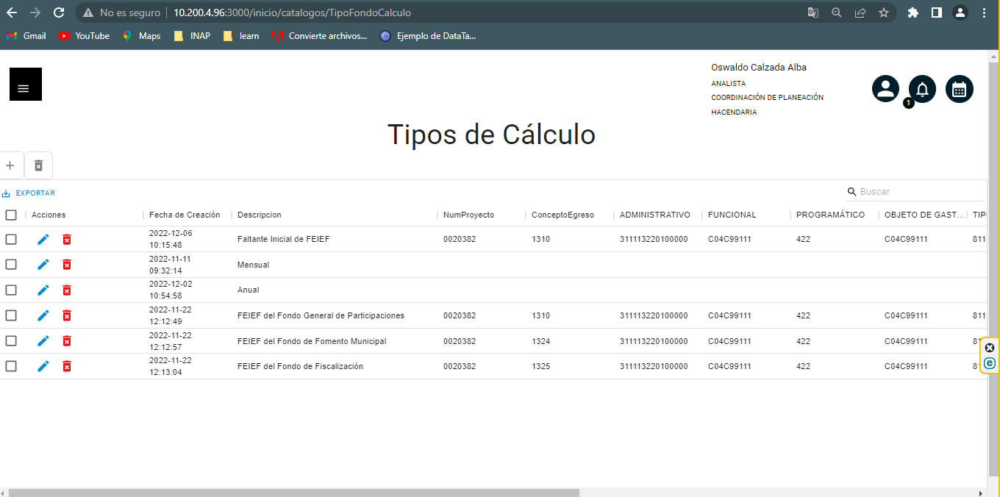 No es seguro 10.200.4.96:3000/inicio/catalogos/TipoFondoCalculo
Gmail YouTube Maps INAP learn Convierte archivos... Ejemplo de DataTa...
Oswaldo Calzada Alba
ANALISTA
COORDINACIÓN DE PLANEACIÓN
HACENDARIA
1
Tipos de Cálculo
EXPORTAR
Buscar
Acciones Fecha de Creación Descripcion NumProyecto ConceptoEgreso ADMINISTRATIVO FUNCIONAL PROGRAMÁTICO OBJETO DE GAST... TIP
2022-12-06
10:15:48
Faltante Inicial de FEIEF 0020382 1310 311113220100000 C04C99111 422 C04C99111 811
2022-11-11
09:32:14
Mensual
2022-12-02
10:54:58
Anual
2022-11-22
12:12:49
FEIEF del Fondo General de Participaciones 0020382 1310 311113220100000 C04C99111 422 C04C99111 811
2022-11-22
12:12:57
FEIEF del Fondo de Fomento Municipal 0020382 1324 311113220100000 C04C99111 422 C04C99111
2022-11-22
12:13:04
FEIEF del Fondo de Fiscalización 0020382 1325 311113220100000 C04C99111 422 C04C99111